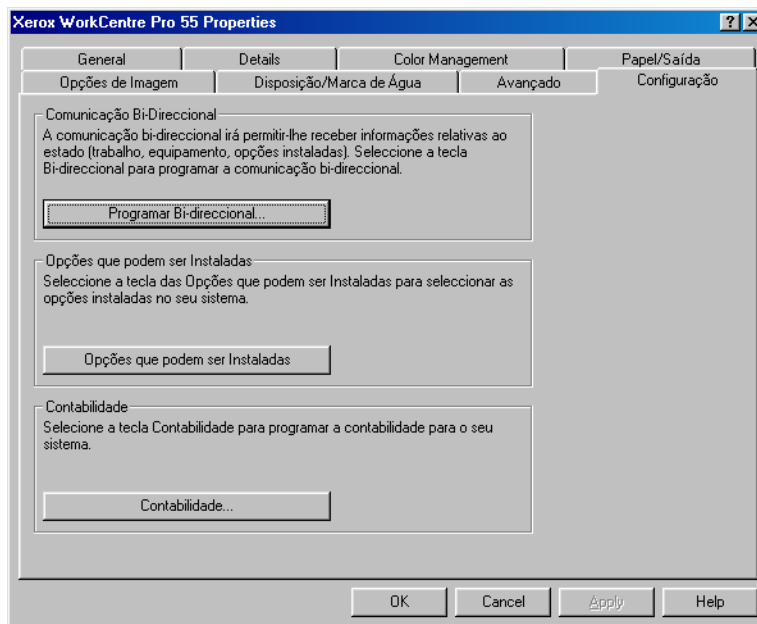 Xerox WorkCentre Pro 55 Properties
General Details Color Management Papel/Saída
Opções de Imagem Disposição/Marca de Água Avançado Configuração
Comunicação Bi-Direccional
A comunicação bi-direccional irá permitir-lhe receber informações relativas ao
estado (trabalho, equipamento, opções instaladas). Seleccione a tecla
Bi-direccional para programar a comunicação bi-direccional.
Programar Bi-direccional...
Opções que podem ser Instaladas
Seleccione a tecla das Opções que podem ser Instaladas para seleccionar as
opções instaladas no seu sistema.
Opções que podem ser Instaladas
Contabilidade
Selecione a tecla Contabilidade para programar a contabilidade para o seu
sistema.
Contabilidade...
OK Cancel Apply Help